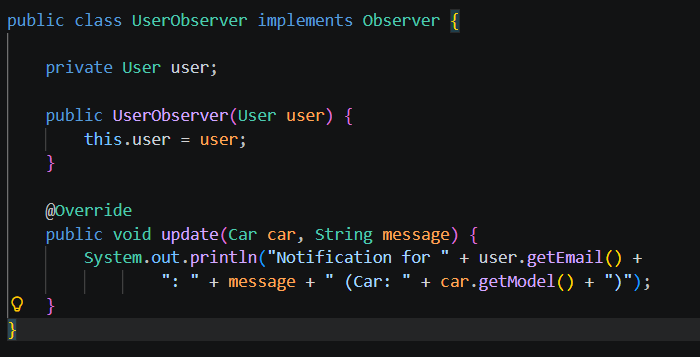 public class UserObserver implements Observer {
private User user;
public UserObserver(User user) {
this.user = user;
}
@Override
public void update(Car car, String message) {
System.out.println("Notification for " + user.getEmail() +
": " + message + " (Car: " + car.getModel() + ")");
}
}